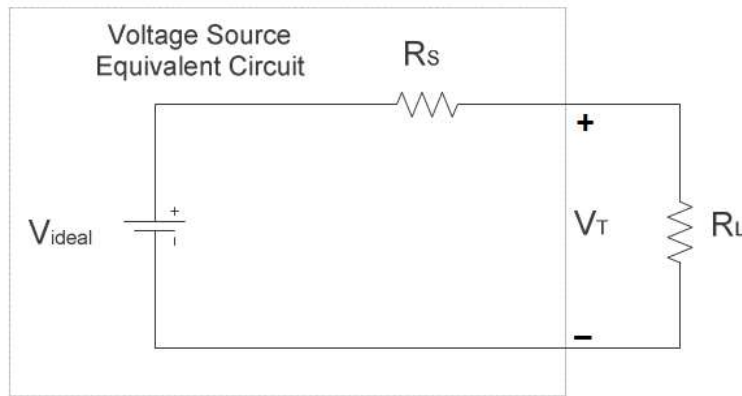 Voltage Source
Equivalent Circuit
RS
+
+
Videal
VT
RL
−